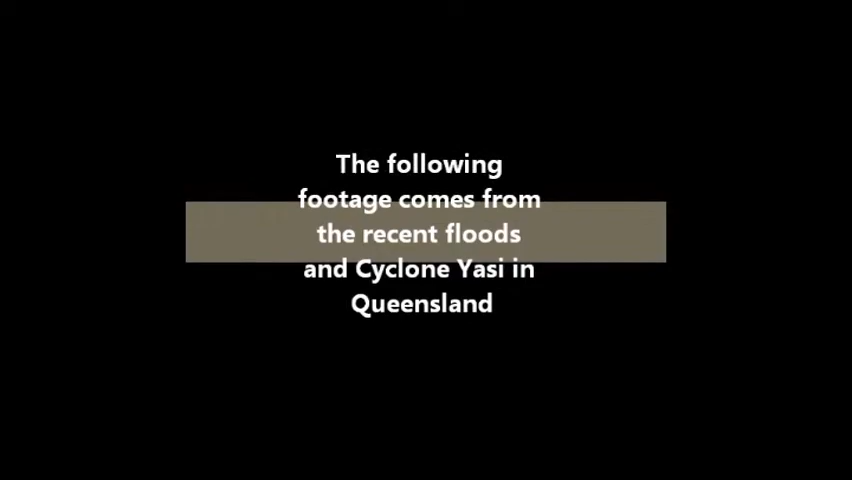 The following
footage comes from
the recent floods
and Cyclone Yasi in
Queensland